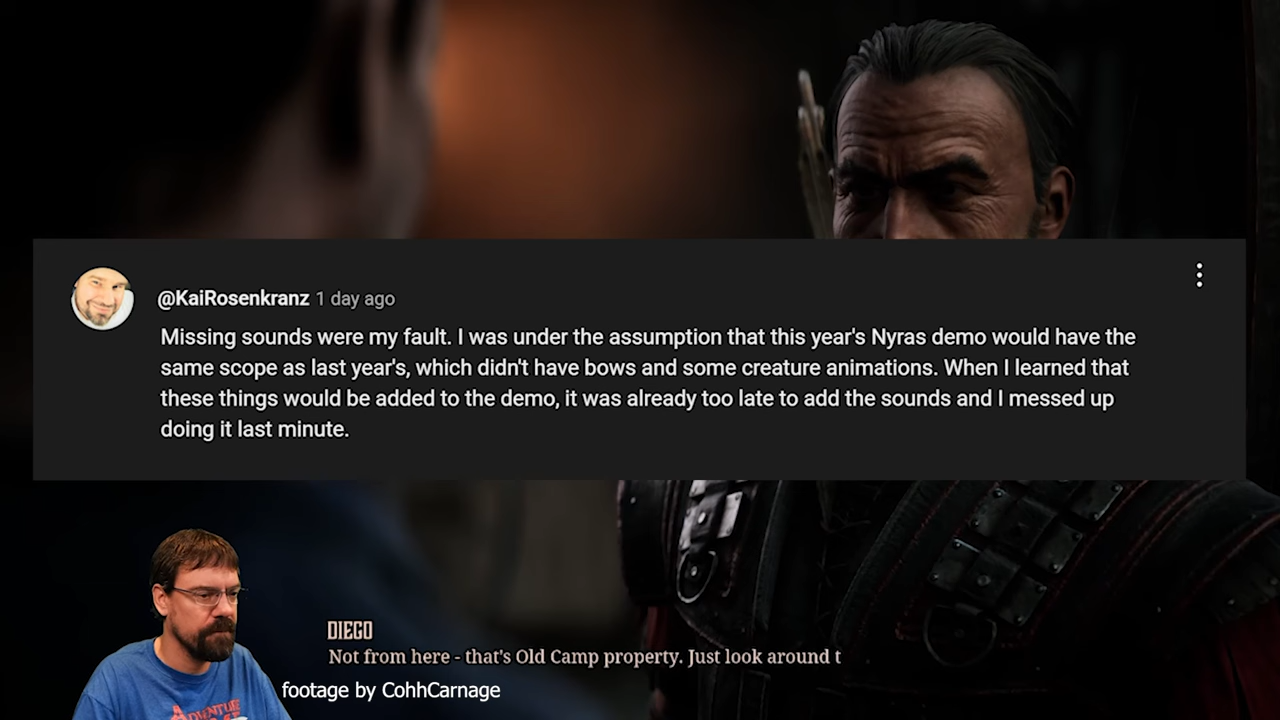 @KaiRosenkranz 1 day ago
Missing sounds were my fault. I was under the assumption that this year's Nyras demo would have the
same scope as last year's, which didn't have bows and some creature animations. When I learned that
these things would be added to the demo, it was already too late to add the sounds and I messed up
doing it last minute.
DIEGO
Not from here - that's Old Camp property. Just look around t
footage by CohhCarnage
ADVENTURE